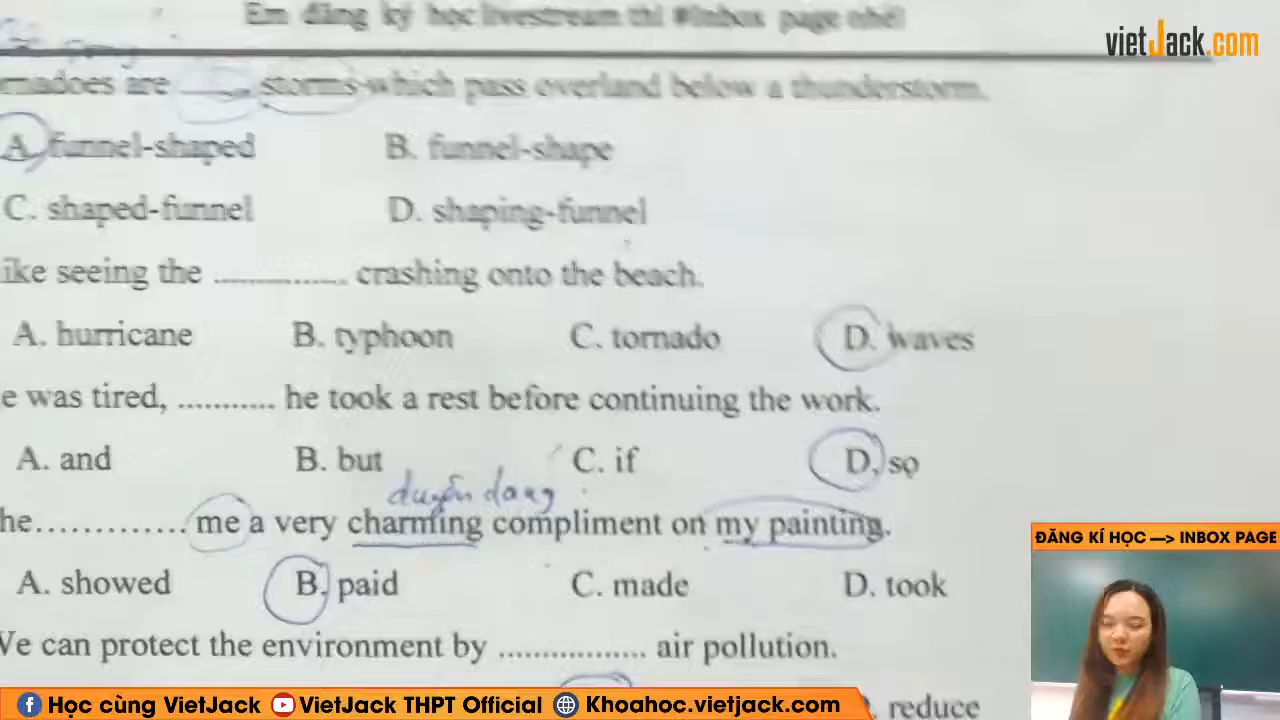 Em đăng ký học livestream thì #Inbox page nhé!
vietJack.com
rnadoes are ........ storms which pass overland below a thunderstorm.
A. funnel-shaped B. funnel-shape
C. shaped-funnel D. shaping-funnel
ike seeing the .............. crashing onto the beach.
A. hurricane B. typhoon C. tornado D. waves
e was tired, ........... he took a rest before continuing the work.
A. and B. but C. if D. so
duyên dáng
he............. me a very charming compliment on my painting.
A. showed B. paid C. made D. took
We can protect the environment by ................. air pollution.
reduce
ĐĂNG KÍ HỌC —> INBOX PAGE
Học cùng VietJack VietJack THPT Official Khoahoc.vietjack.com